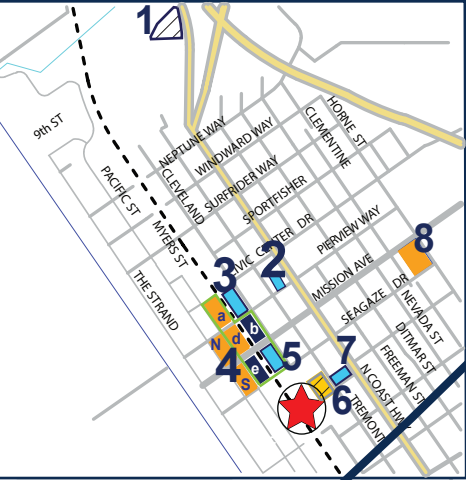 1
9th ST
HORNE ST
CLEMENTINE
NEPTUNE WAY
WINDWARD WAY
CLEVELAND
SURFRIDER WAY
PACIFIC ST
SPORTFISHER
MYERS ST
IVIC CENTER DR
PIERVIEW WAY
8
2
MISSION AVE
3
THE STRAND
SEAGAZE DR
NEVADA ST
a
b
DITMAR ST
N
d
FREEMAN ST
4
e
5
7
N COAST HW
S
6
TREMONT